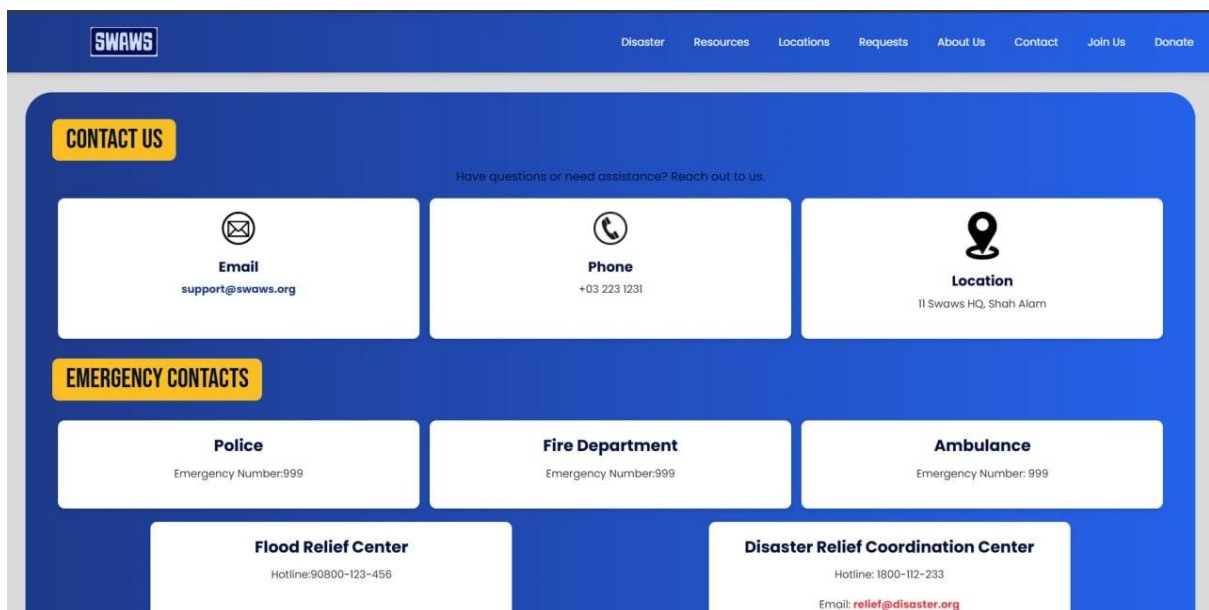 SWAWS
Disaster Resources Locations Requests About Us Contact Join Us Donate
CONTACT US
Have questions or need assistance? Reach out to us.
Email
support@swaws.org
Phone
+03 223 1231
Location
11 Swaws HQ, Shah Alam
EMERGENCY CONTACTS
Police
Emergency Number:999
Fire Department
Emergency Number:999
Ambulance
Emergency Number: 999
Flood Relief Center
Hotline:90800-123-456
Disaster Relief Coordination Center
Hotline: 1800-112-233
Email: relief@disaster.org